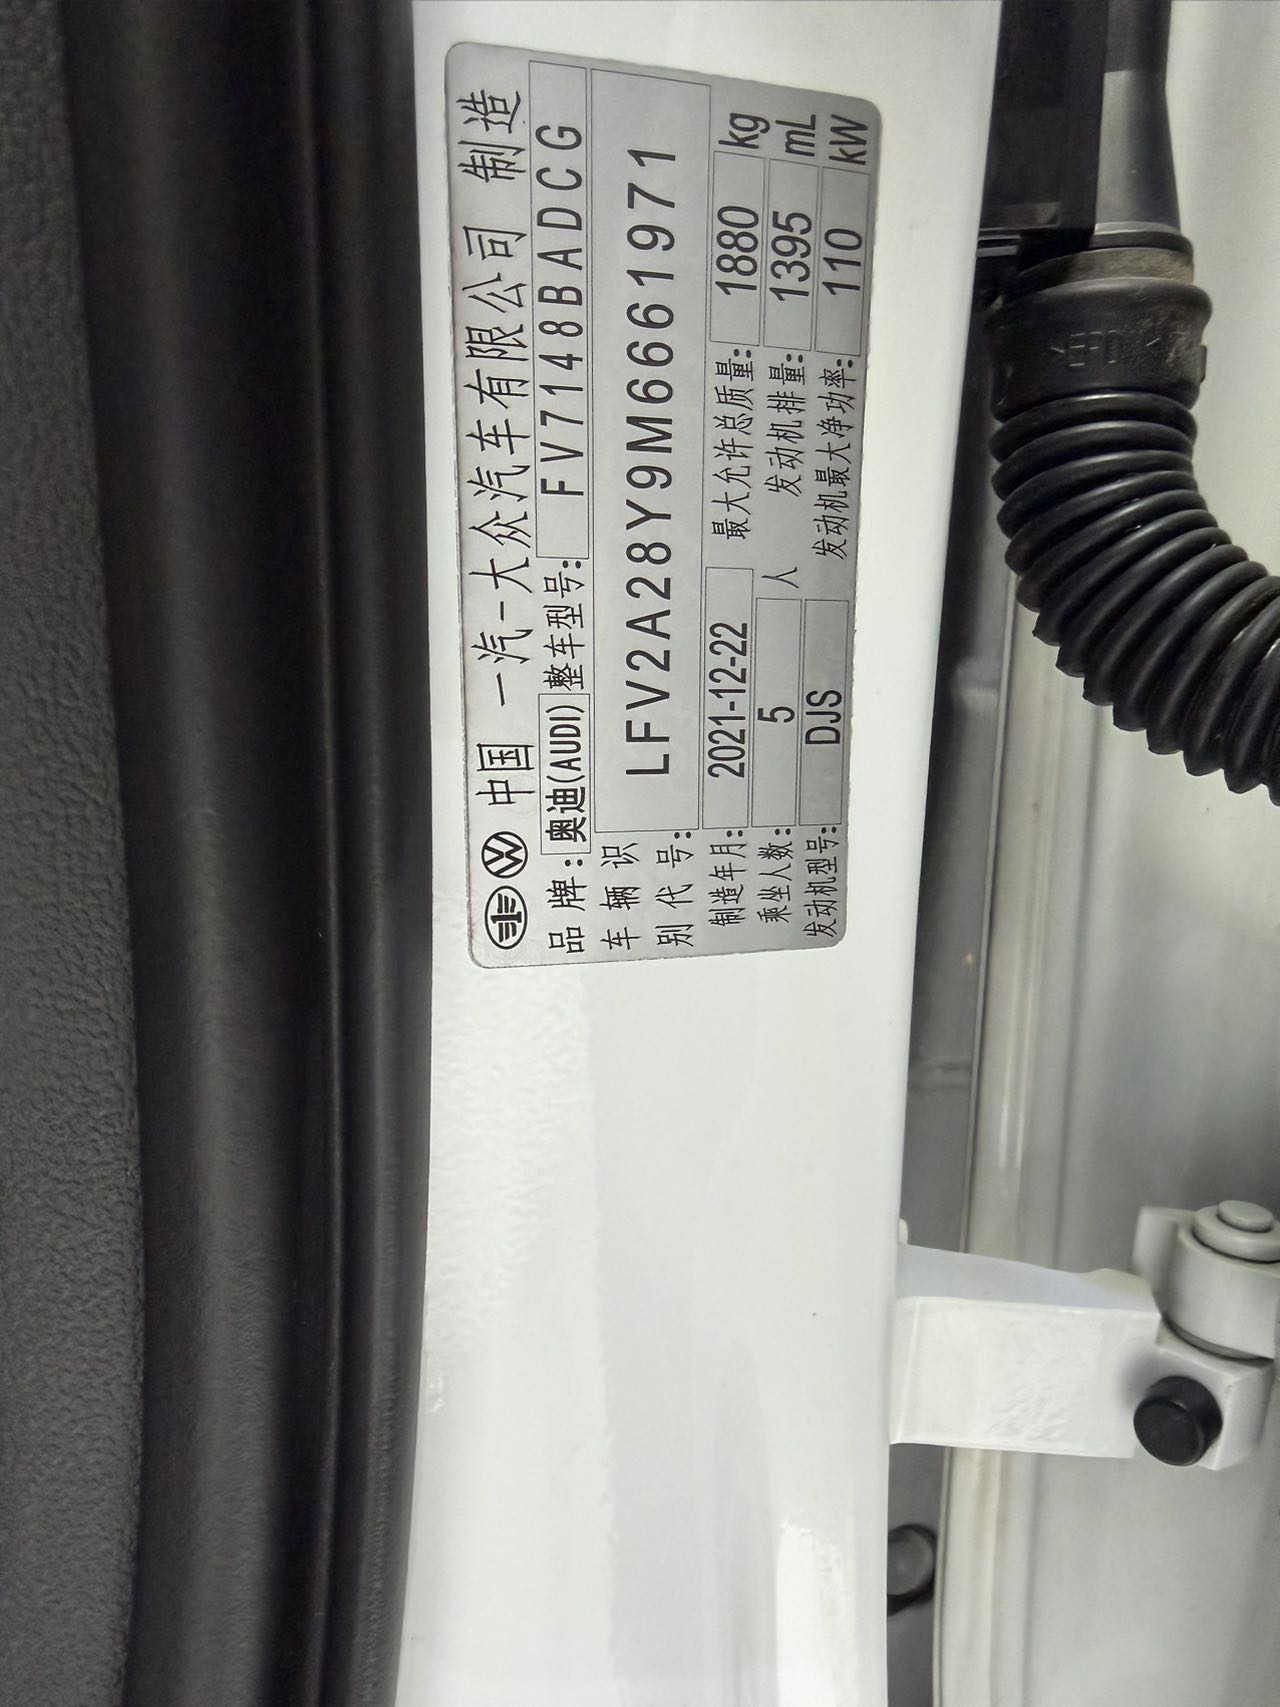 中国 一汽-大众汽车有限公司 制造
品牌: 奥迪(AUDI) 整车型号: FV7148BADCG
车辆识别代号: LFV2A28Y9M6661971
制造年月: 2021-12-22 最大允许总质量: 1880 kg
乘坐人数: 5 人 发动机排量: 1395 mL
发动机型号: DJS 发动机最大净功率: 110 kW